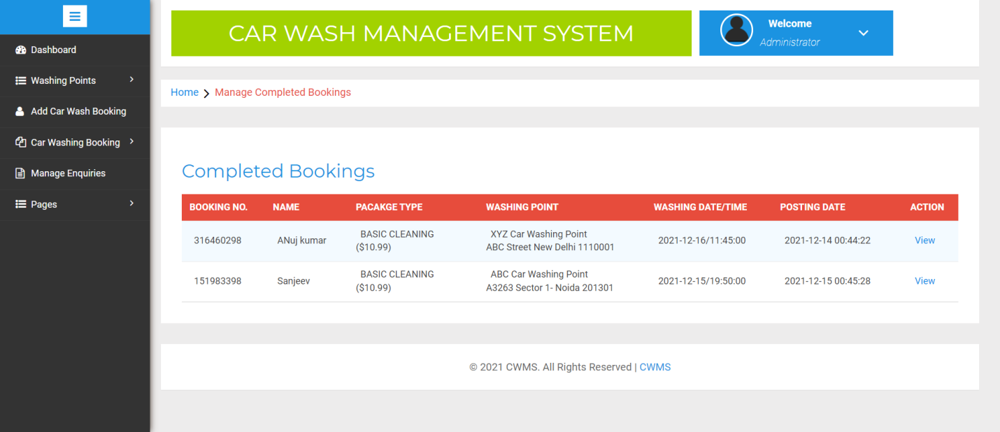 CAR WASH MANAGEMENT SYSTEM
Welcome
Administrator
Dashboard
Washing Points
Add Car Wash Booking
Car Washing Booking
Manage Enquiries
Pages
Home > Manage Completed Bookings
Completed Bookings
BOOKING NO. NAME PACAKGE TYPE WASHING POINT WASHING DATE/TIME POSTING DATE ACTION
316460298 ANuj kumar BASIC CLEANING ($10.99) XYZ Car Washing Point ABC Street New Delhi 1110001 2021-12-16/11:45:00 2021-12-14 00:44:22 View
151983398 Sanjeev BASIC CLEANING ($10.99) ABC Car Washing Point A3263 Sector 1- Noida 201301 2021-12-15/19:50:00 2021-12-15 00:45:28 View
© 2021 CWMS. All Rights Reserved | CWMS